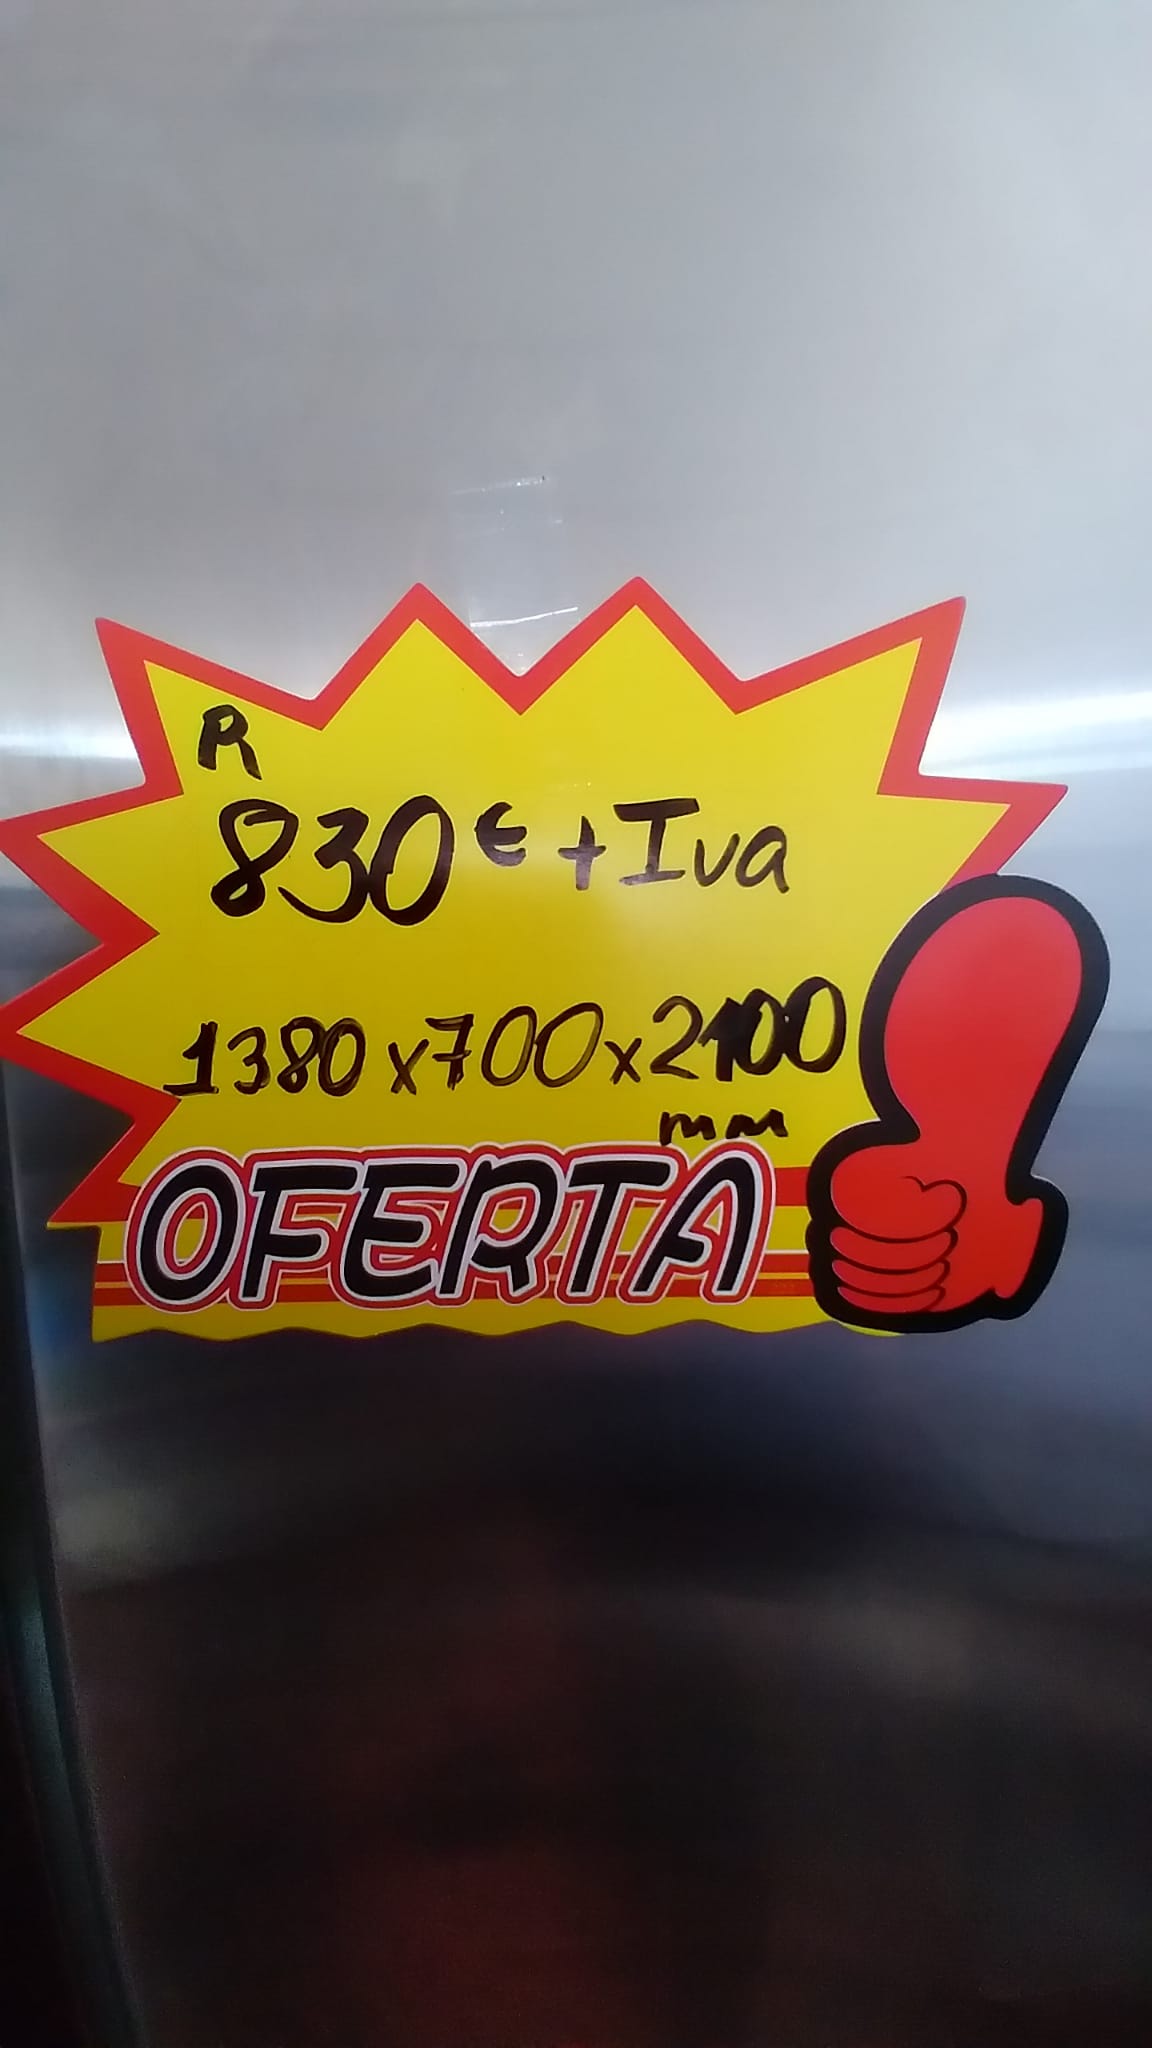 R
830€ + Iva
1380 x 700 x 2100
mm
OFERTA